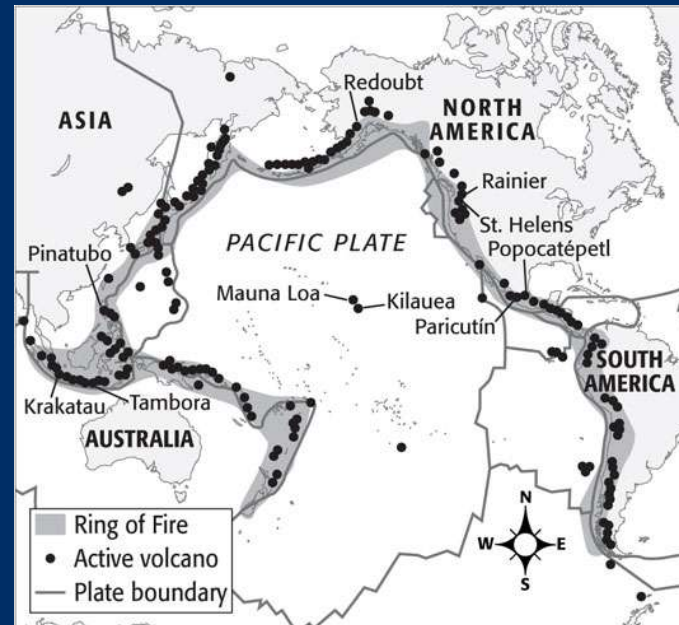 Redoubt
ASIA
NORTH
AMERICA
Rainier
St. Helens
Popocatépetl
PACIFIC PLATE
Pinatubo
Mauna Loa
Kilauea
Paricutín
SOUTH
AMERICA
Krakatau
Tambora
AUSTRALIA
Ring of Fire
Active volcano
Plate boundary
N
W
E
S